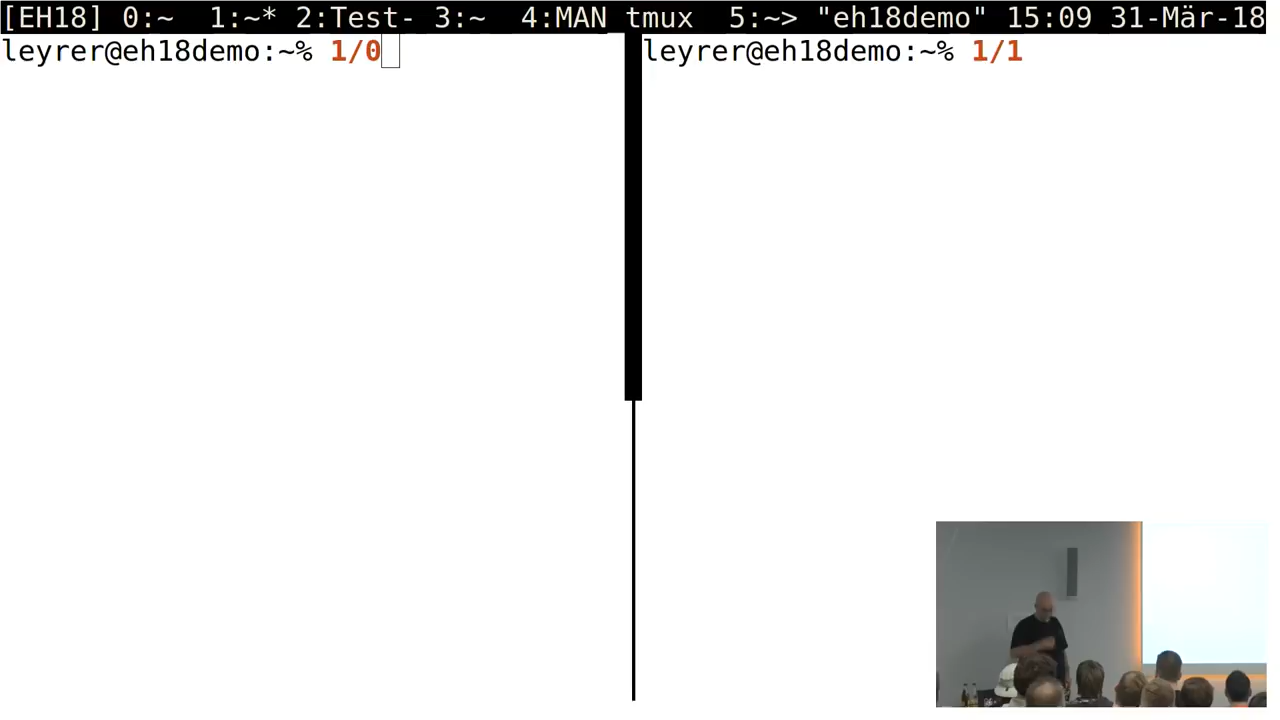 [EH18] 0:~  1:~* 2:Test- 3:~  4:MAN tmux  5:~> "eh18demo" 15:09 31-Mär-18
leyrer@eh18demo:~% 1/0
leyrer@eh18demo:~% 1/1